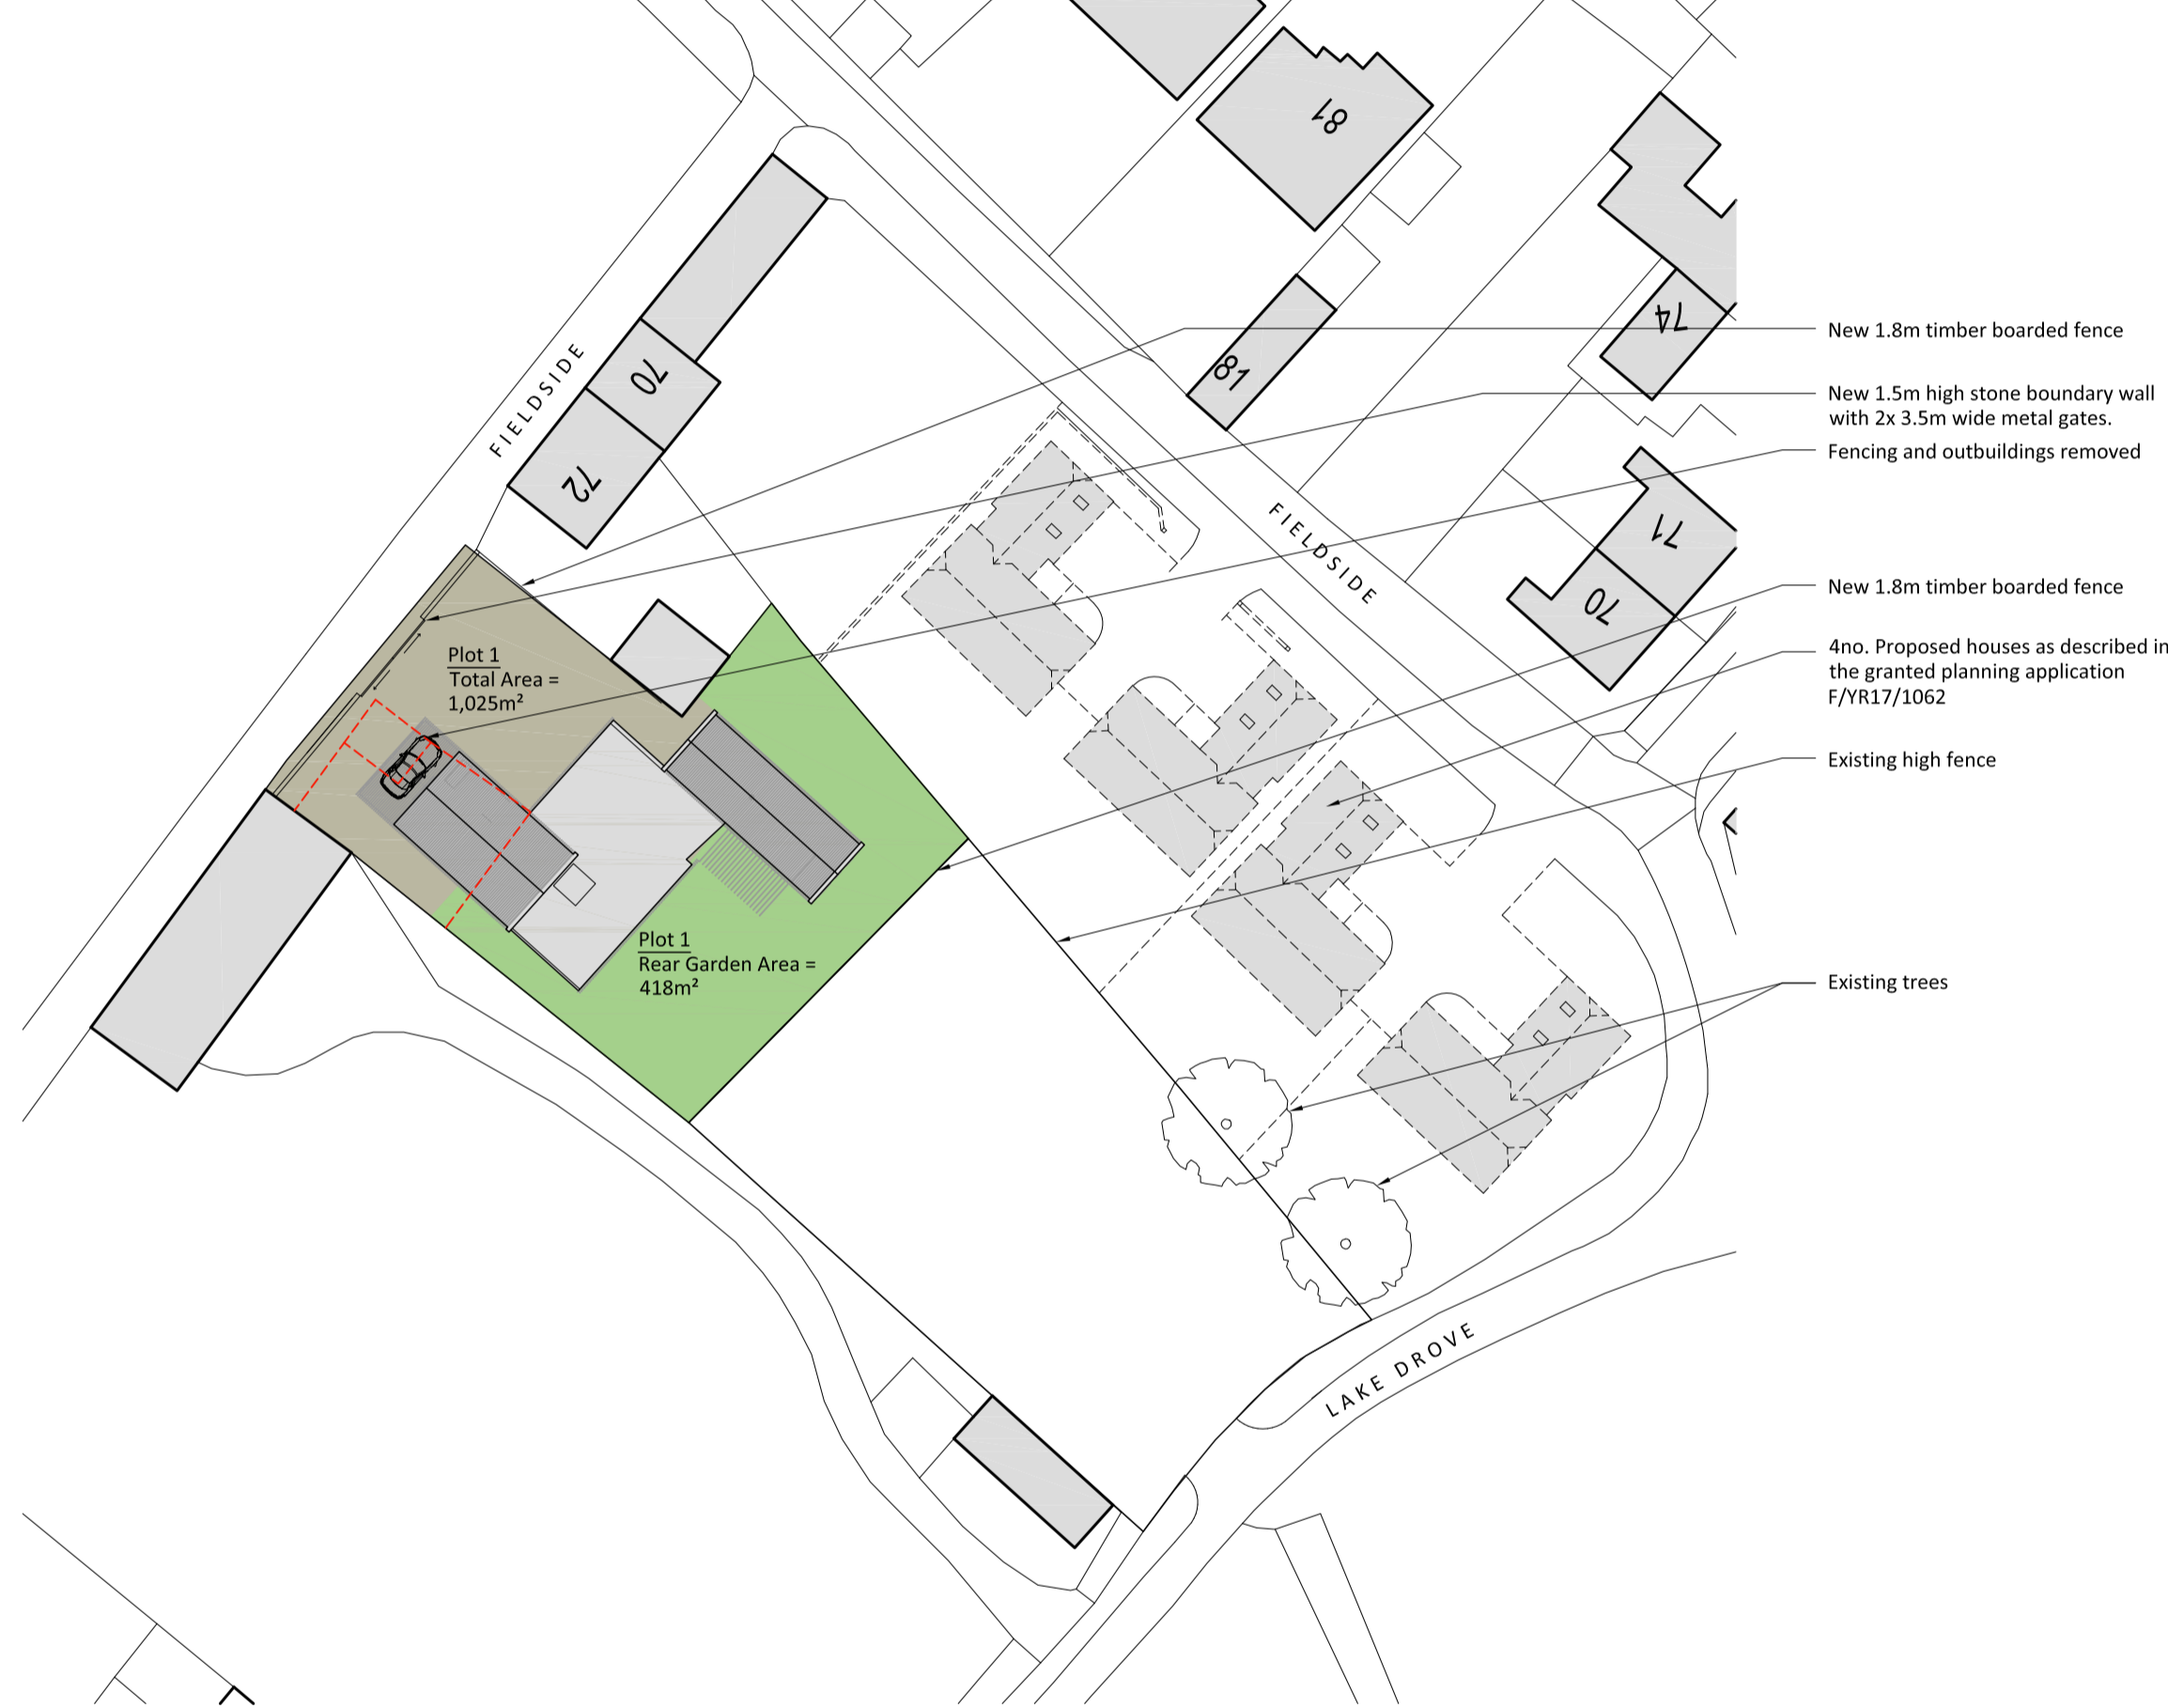 81
FIELDSIDE
70
72
81
74
New 1.8m timber boarded fence
New 1.5m high stone boundary wall
with 2x 3.5m wide metal gates.
Fencing and outbuildings removed
FIELDSIDE
71
70
New 1.8m timber boarded fence
4no. Proposed houses as described in
the granted planning application
F/YR17/1062
Existing high fence
Existing trees
Plot 1
Total Area =
1,025m²
Plot 1
Rear Garden Area =
418m²
LAKE DROVE